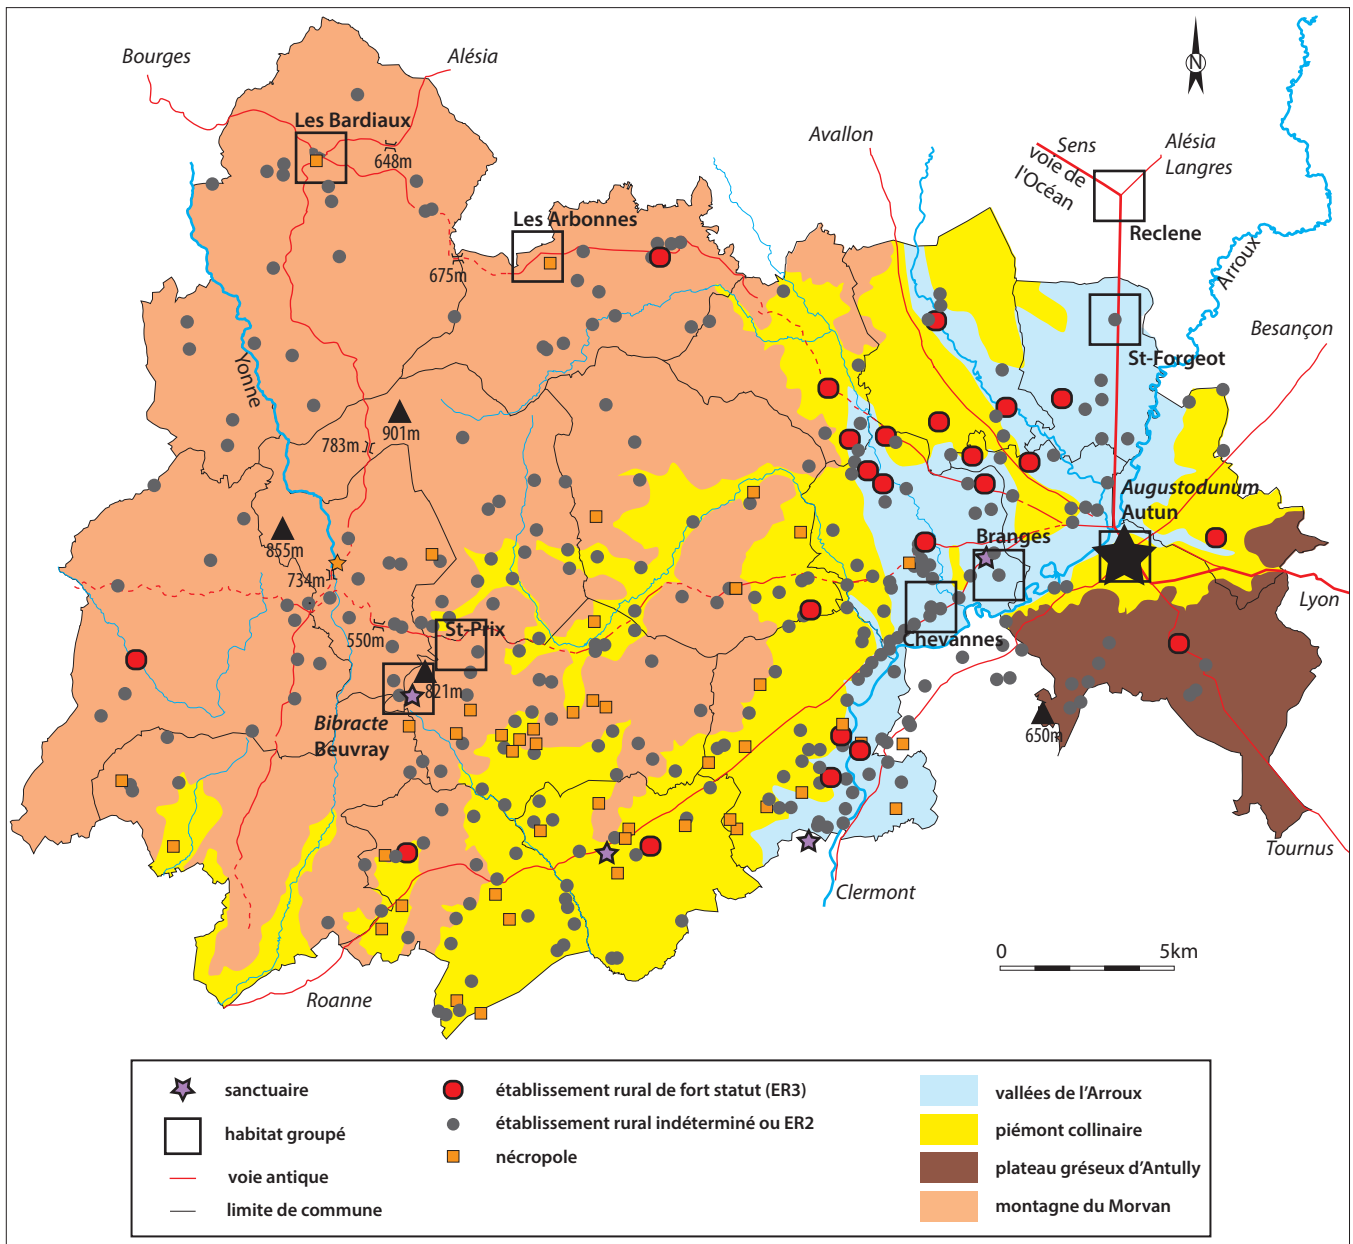 Bourges
Alésia
N
Les Bardiaux
648m
Avallon
Sens
voie de
l'Océan
Alésia
Langres
Les Arbonnes
Reclene
675m
Arroux
Besançon
St-Forgeot
Yonne
901m
783m
Augustodunum
Autun
855m
Branges
734m
Lyon
550m
St-Prix
Chevannes
821m
Bibracte
Beuvray
650m
Tournus
Clermont
0
5km
Roanne
sanctuaire
habitat groupé
voie antique
limite de commune
établissement rural de fort statut (ER3)
établissement rural indéterminé ou ER2
nécropole
vallées de l'Arroux
piémont collinaire
plateau gréseux d'Antully
montagne du Morvan